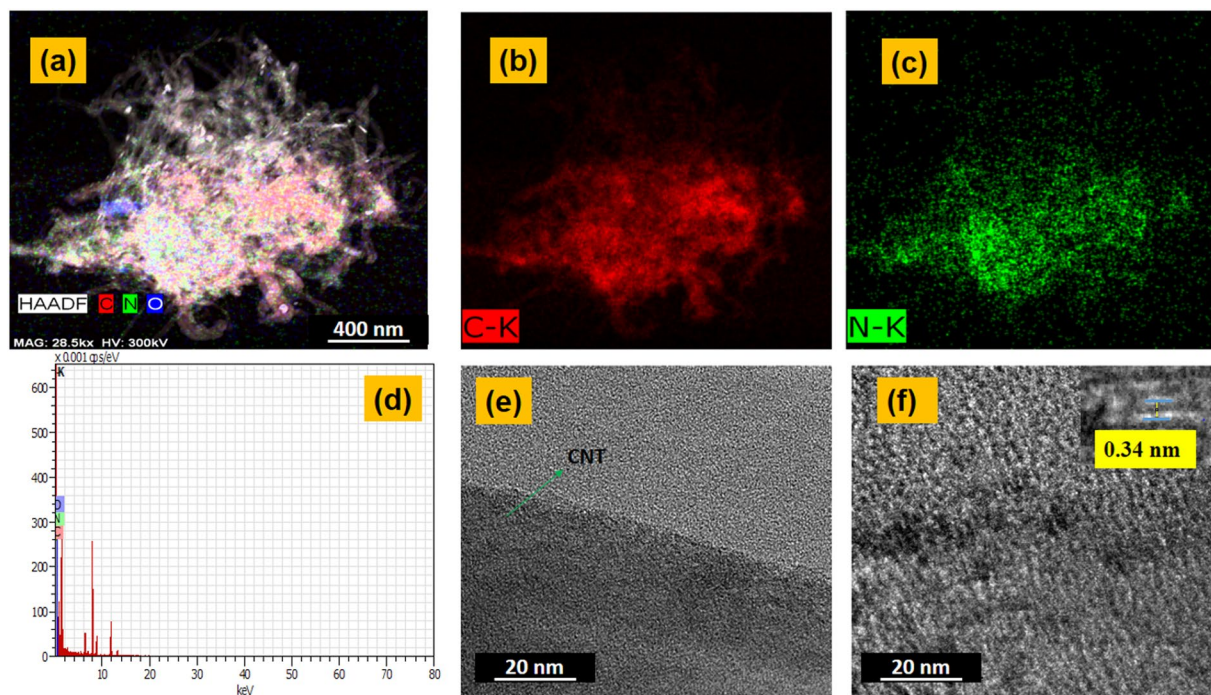 (a)
HAADF C N O
400 nm
MAG: 28.5kx HV: 300kV
(b)
C-K
(c)
N-K
x 0.001 cps/eV
(d)
K
600
500
400
300
200
100
0
O
N
C
10 20 30 40 50 60 70 80
keV
(e)
CNT
20 nm
(f)
0.34 nm
20 nm